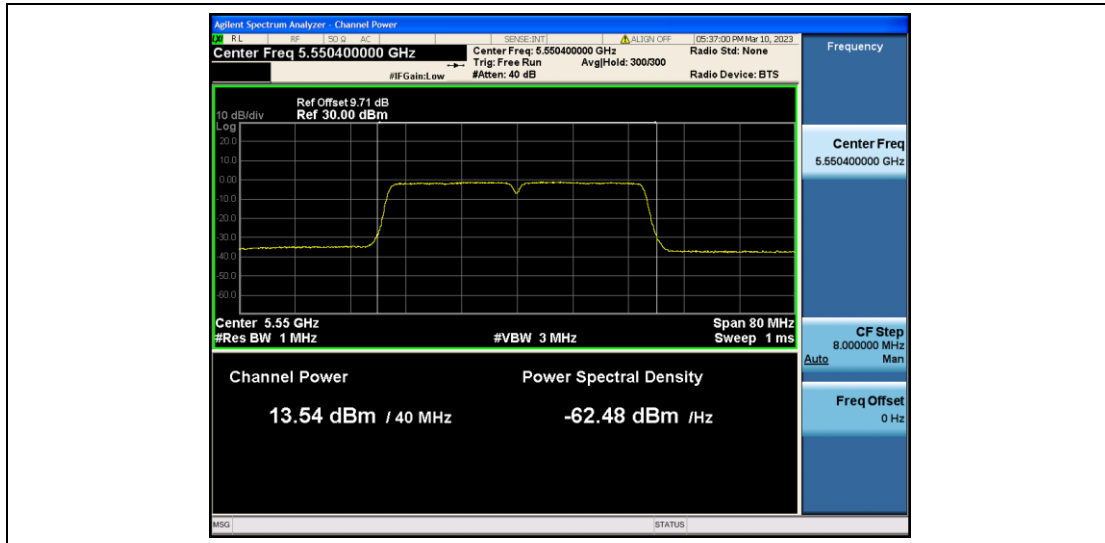 Agilent Spectrum Analyzer - Channel Power
RL RF 50 Ω AC SENSE:INT ALIGN OFF 05:37:00 PM Mar 10, 2023
Center Freq 5.550400000 GHz
Center Freq: 5.550400000 GHz Radio Std: None
Trig: Free Run Avg|Hold: 300/300
#IFGain:Low #Atten: 40 dB Radio Device: BTS
Frequency
Ref Offset 9.71 dB
10 dB/div Ref 30.00 dBm
Log
20.0
10.0
0.00
-10.0
-20.0
-30.0
-40.0
-50.0
-60.0
Center 5.55 GHz Span 80 MHz
#Res BW 1 MHz #VBW 3 MHz Sweep 1 ms
Channel Power Power Spectral Density
13.54 dBm / 40 MHz -62.48 dBm /Hz
Center Freq
5.550400000 GHz
CF Step
8.000000 MHz
Auto Man
Freq Offset
0 Hz
MSG STATUS